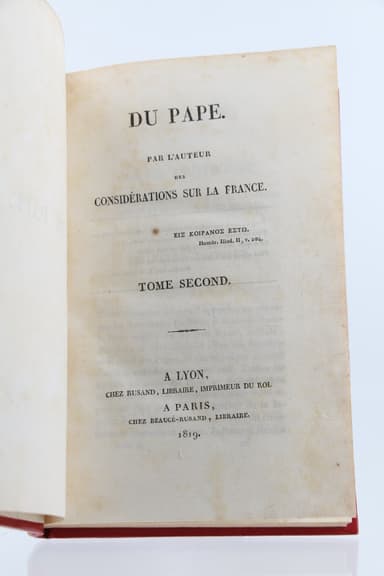 DU PAPE.
PAR L'AUTEUR
DES
CONSIDÉRATIONS SUR LA FRANCE.
ΕΙΣ ΚΟΙΡΑΝΟΣ ΕΣΤΩ.
Homèr. Iliad. II, v. 204.
TOME SECOND.
A LYON,
CHEZ RUSAND, LIBRAIRE, IMPRIMEUR DU ROI.
A PARIS,
CHEZ BEAUCÉ-RUSAND, LIBRAIRE.
1819.